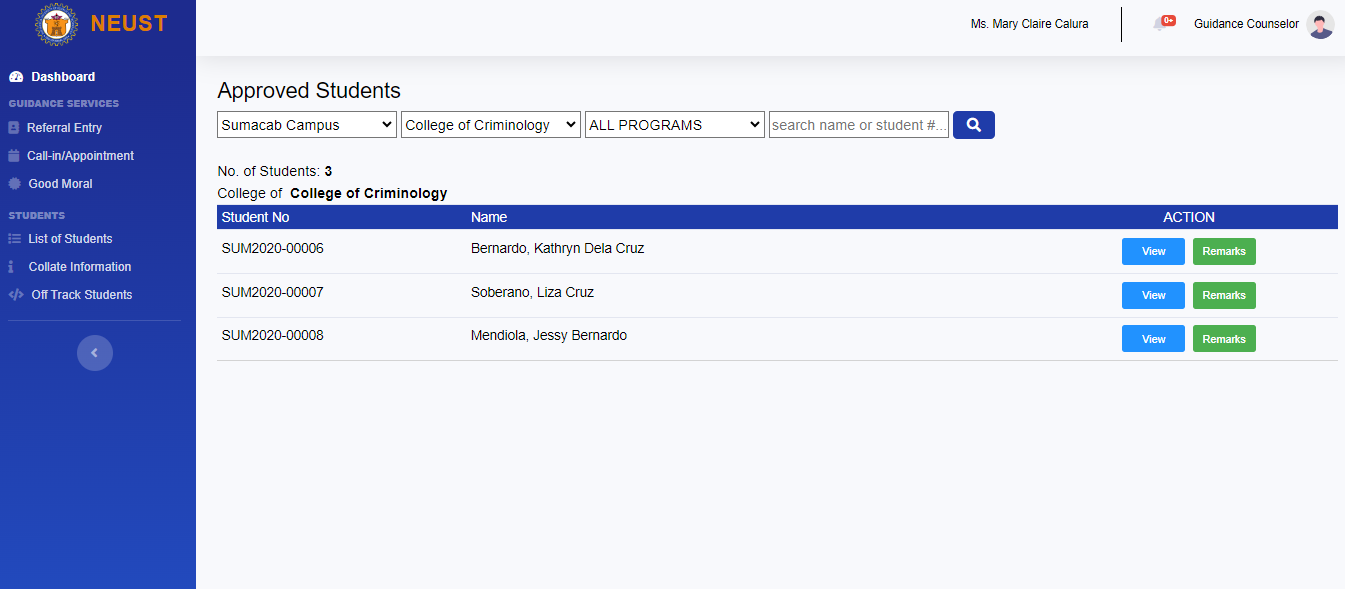 NEUST
Ms. Mary Claire Calura
0+
Guidance Counselor
Dashboard
GUIDANCE SERVICES
Referral Entry
Call-in/Appointment
Good Moral
STUDENTS
List of Students
Collate Information
Off Track Students
Approved Students
Sumacab Campus College of Criminology ALL PROGRAMS search name or student #...
No. of Students: 3
College of College of Criminology
Student No Name ACTION
SUM2020-00006 Bernardo, Kathryn Dela Cruz View Remarks
SUM2020-00007 Soberano, Liza Cruz View Remarks
SUM2020-00008 Mendiola, Jessy Bernardo View Remarks